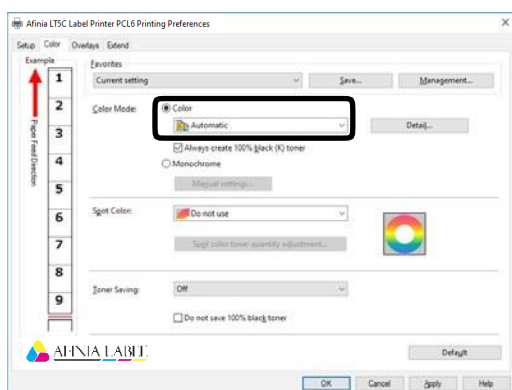 Afinia LT5C Label Printer PCL6 Printing Preferences
Setup Color Overlays Extend
Example
Paper Feed Direction
1
2
3
4
5
6
7
8
9
Favorites
Current setting Save... Management...
Color Mode: Color
Automatic Detail...
Always create 100% black (K) toner
Monochrome
Manual settings...
Spot Color: Do not use
Spot color toner quantity adjustment...
Toner Saving: Off
Do not save 100% black toner
AFINIA LABEL
Default
OK Cancel Apply Help